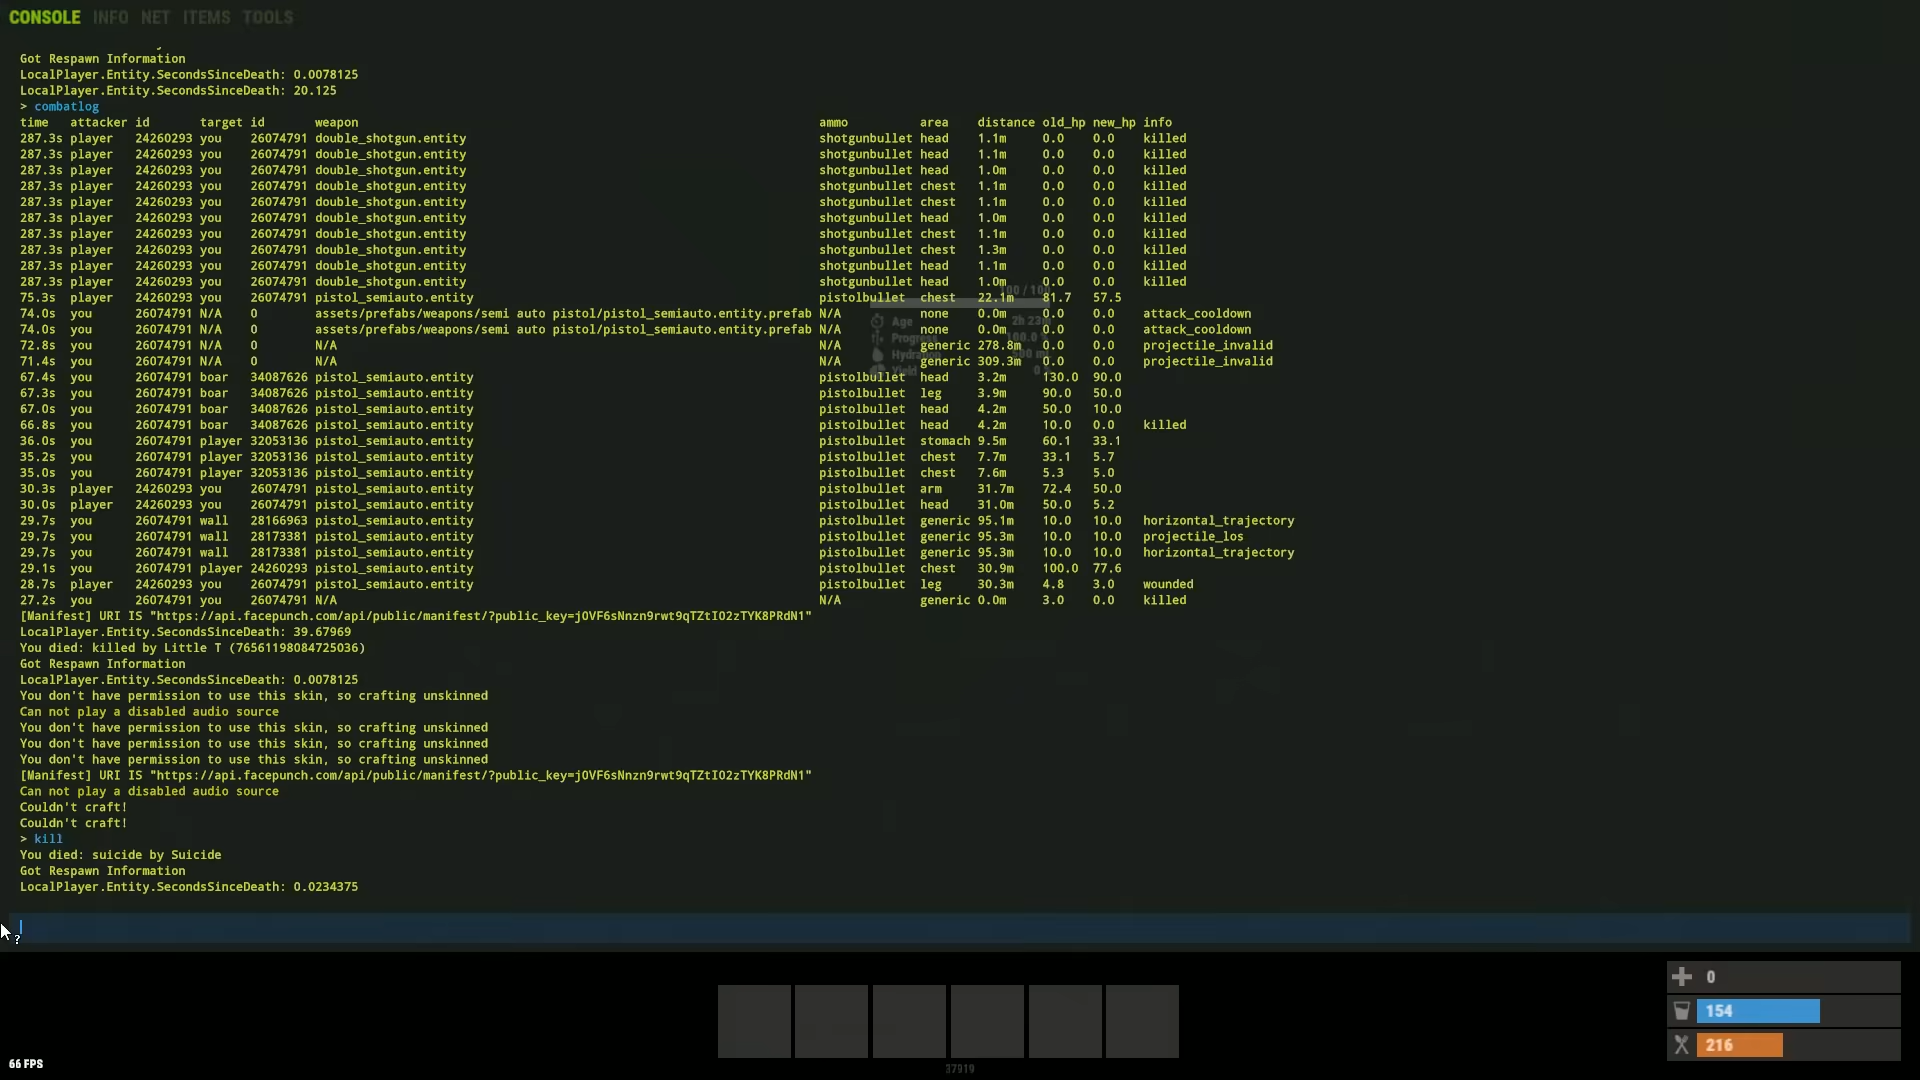 CONSOLE INFO NET ITEMS TOOLS
Got Respawn Information
LocalPlayer.Entity.SecondsSinceDeath: 0.0078125
LocalPlayer.Entity.SecondsSinceDeath: 20.125
> combatlog
time attacker id target id weapon ammo area distance old_hp new_hp info
287.3s player 24260293 you 26074791 double_shotgun.entity shotgunbullet head 1.1m 0.0 0.0 killed
287.3s player 24260293 you 26074791 double_shotgun.entity shotgunbullet head 1.1m 0.0 0.0 killed
287.3s player 24260293 you 26074791 double_shotgun.entity shotgunbullet head 1.0m 0.0 0.0 killed
287.3s player 24260293 you 26074791 double_shotgun.entity shotgunbullet chest 1.1m 0.0 0.0 killed
287.3s player 24260293 you 26074791 double_shotgun.entity shotgunbullet chest 1.1m 0.0 0.0 killed
287.3s player 24260293 you 26074791 double_shotgun.entity shotgunbullet head 1.0m 0.0 0.0 killed
287.3s player 24260293 you 26074791 double_shotgun.entity shotgunbullet chest 1.1m 0.0 0.0 killed
287.3s player 24260293 you 26074791 double_shotgun.entity shotgunbullet chest 1.3m 0.0 0.0 killed
287.3s player 24260293 you 26074791 double_shotgun.entity shotgunbullet head 1.1m 0.0 0.0 killed
287.3s player 24260293 you 26074791 double_shotgun.entity shotgunbullet head 1.0m 0.0 0.0 killed
75.3s player 24260293 you 26074791 pistol_semiauto.entity pistolbullet chest 22.1m 81.7 57.5
74.0s you 26074791 N/A 0 assets/prefabs/weapons/semi auto pistol/pistol_semiauto.entity.prefab N/A none 0.0m 0.0 0.0 attack_cooldown
74.0s you 26074791 N/A 0 assets/prefabs/weapons/semi auto pistol/pistol_semiauto.entity.prefab N/A none 0.0m 0.0 0.0 attack_cooldown
72.8s you 26074791 N/A 0 N/A N/A generic 278.8m 0.0 0.0 projectile_invalid
71.4s you 26074791 N/A 0 N/A N/A generic 309.3m 0.0 0.0 projectile_invalid
67.4s you 26074791 boar 34087626 pistol_semiauto.entity pistolbullet head 3.2m 130.0 90.0
67.3s you 26074791 boar 34087626 pistol_semiauto.entity pistolbullet leg 3.9m 90.0 50.0
67.0s you 26074791 boar 34087626 pistol_semiauto.entity pistolbullet head 4.2m 50.0 10.0
66.8s you 26074791 boar 34087626 pistol_semiauto.entity pistolbullet head 4.2m 10.0 0.0 killed
36.0s you 26074791 player 32053136 pistol_semiauto.entity pistolbullet stomach 9.5m 60.1 33.1
35.2s you 26074791 player 32053136 pistol_semiauto.entity pistolbullet chest 7.7m 33.1 5.7
35.0s you 26074791 player 32053136 pistol_semiauto.entity pistolbullet chest 7.6m 5.3 5.0
30.3s player 24260293 you 26074791 pistol_semiauto.entity pistolbullet arm 31.7m 72.4 50.0
30.0s player 24260293 you 26074791 pistol_semiauto.entity pistolbullet head 31.0m 50.0 5.2
29.7s you 26074791 wall 28166963 pistol_semiauto.entity pistolbullet generic 95.1m 10.0 10.0 horizontal_trajectory
29.7s you 26074791 wall 28173381 pistol_semiauto.entity pistolbullet generic 95.3m 10.0 10.0 projectile_los
29.7s you 26074791 wall 28173381 pistol_semiauto.entity pistolbullet generic 95.3m 10.0 10.0 horizontal_trajectory
29.1s you 26074791 player 24260293 pistol_semiauto.entity pistolbullet chest 30.9m 100.0 77.6
28.7s player 24260293 you 26074791 pistol_semiauto.entity pistolbullet leg 30.3m 4.8 3.0 wounded
27.2s you 26074791 you 26074791 N/A N/A generic 0.0m 3.0 0.0 killed
[Manifest] URI IS "https://api.facepunch.com/api/public/manifest/?public_key=jOVF6sNnzn9rwt9qTZtIO2zTYK8PRdN1"
LocalPlayer.Entity.SecondsSinceDeath: 39.67969
You died: killed by Little T (76561198084725036)
Got Respawn Information
LocalPlayer.Entity.SecondsSinceDeath: 0.0078125
You don't have permission to use this skin, so crafting unskinned
Can not play a disabled audio source
You don't have permission to use this skin, so crafting unskinned
You don't have permission to use this skin, so crafting unskinned
You don't have permission to use this skin, so crafting unskinned
[Manifest] URI IS "https://api.facepunch.com/api/public/manifest/?public_key=jOVF6sNnzn9rwt9qTZtIO2zTYK8PRdN1"
Can not play a disabled audio source
Couldn't craft!
Couldn't craft!
> kill
You died: suicide by Suicide
Got Respawn Information
LocalPlayer.Entity.SecondsSinceDeath: 0.0234375
0
154
216
66 FPS
37919